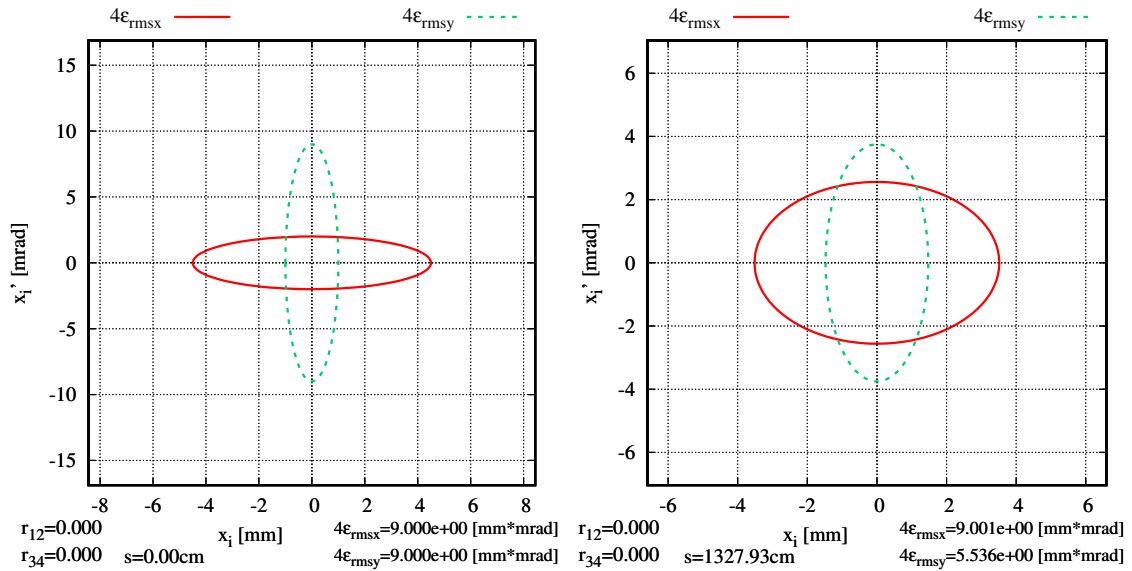 4ε_rmsx 4ε_rmsy
15
10
5
0
-5
-10
-15
x_i' [mrad]
-8 -6 -4 -2 0 2 4 6 8
x_i [mm]
r_12=0.000 4ε_rmsx=9.000e+00 [mm*mrad]
r_34=0.000 s=0.00cm 4ε_rmsy=9.000e+00 [mm*mrad]
4ε_rmsx 4ε_rmsy
6
4
2
0
-2
-4
-6
x_i' [mrad]
-6 -4 -2 0 2 4 6
x_i [mm]
r_12=0.000 4ε_rmsx=9.001e+00 [mm*mrad]
r_34=0.000 s=1327.93cm 4ε_rmsy=5.536e+00 [mm*mrad]